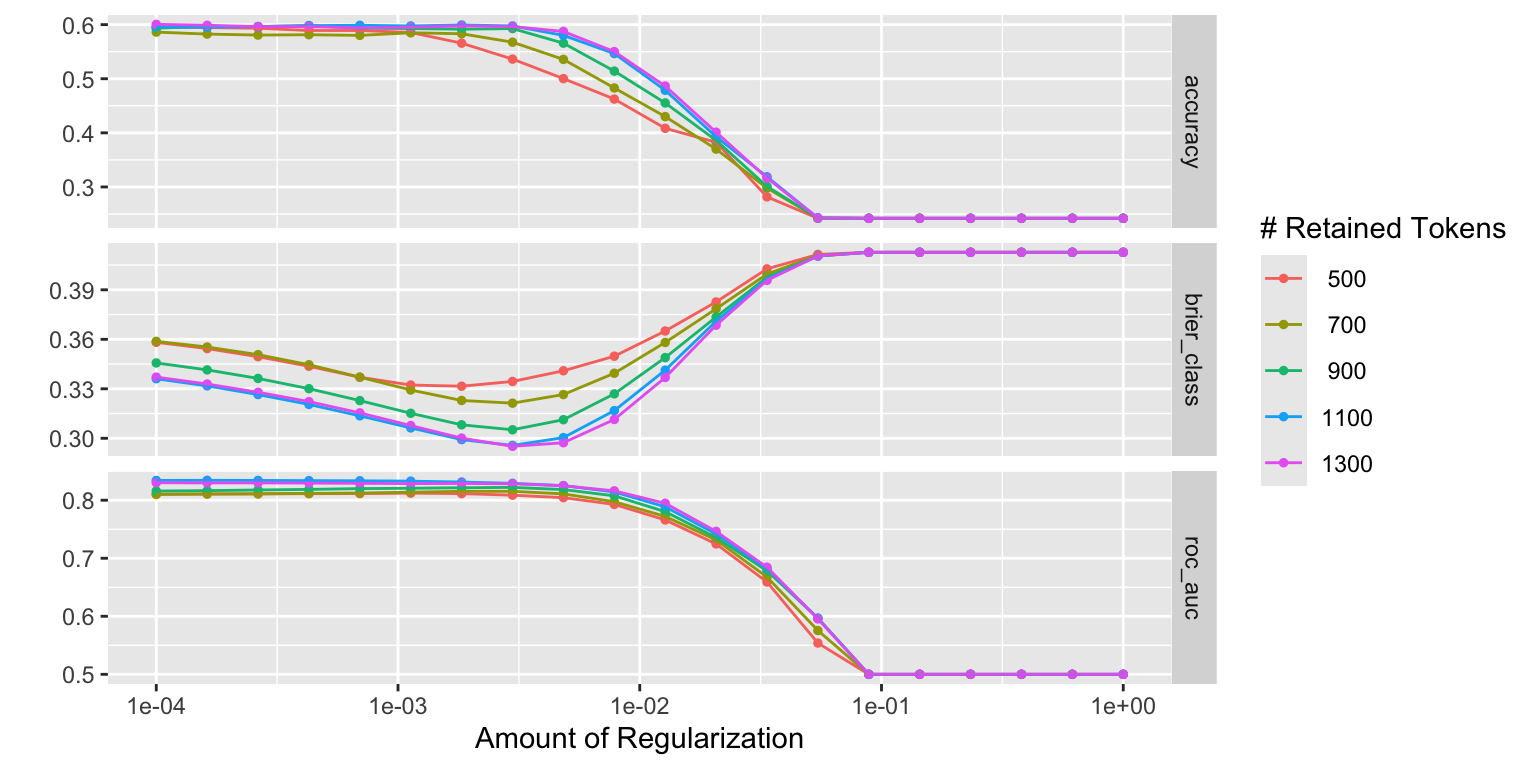 0.6
0.5
0.4
0.3
accuracy
0.39
0.36
0.33
0.30
brier_class
0.8
0.7
0.6
0.5
roc_auc
1e-04
1e-03
1e-02
1e-01
1e+00
Amount of Regularization
# Retained Tokens
500
700
900
1100
1300